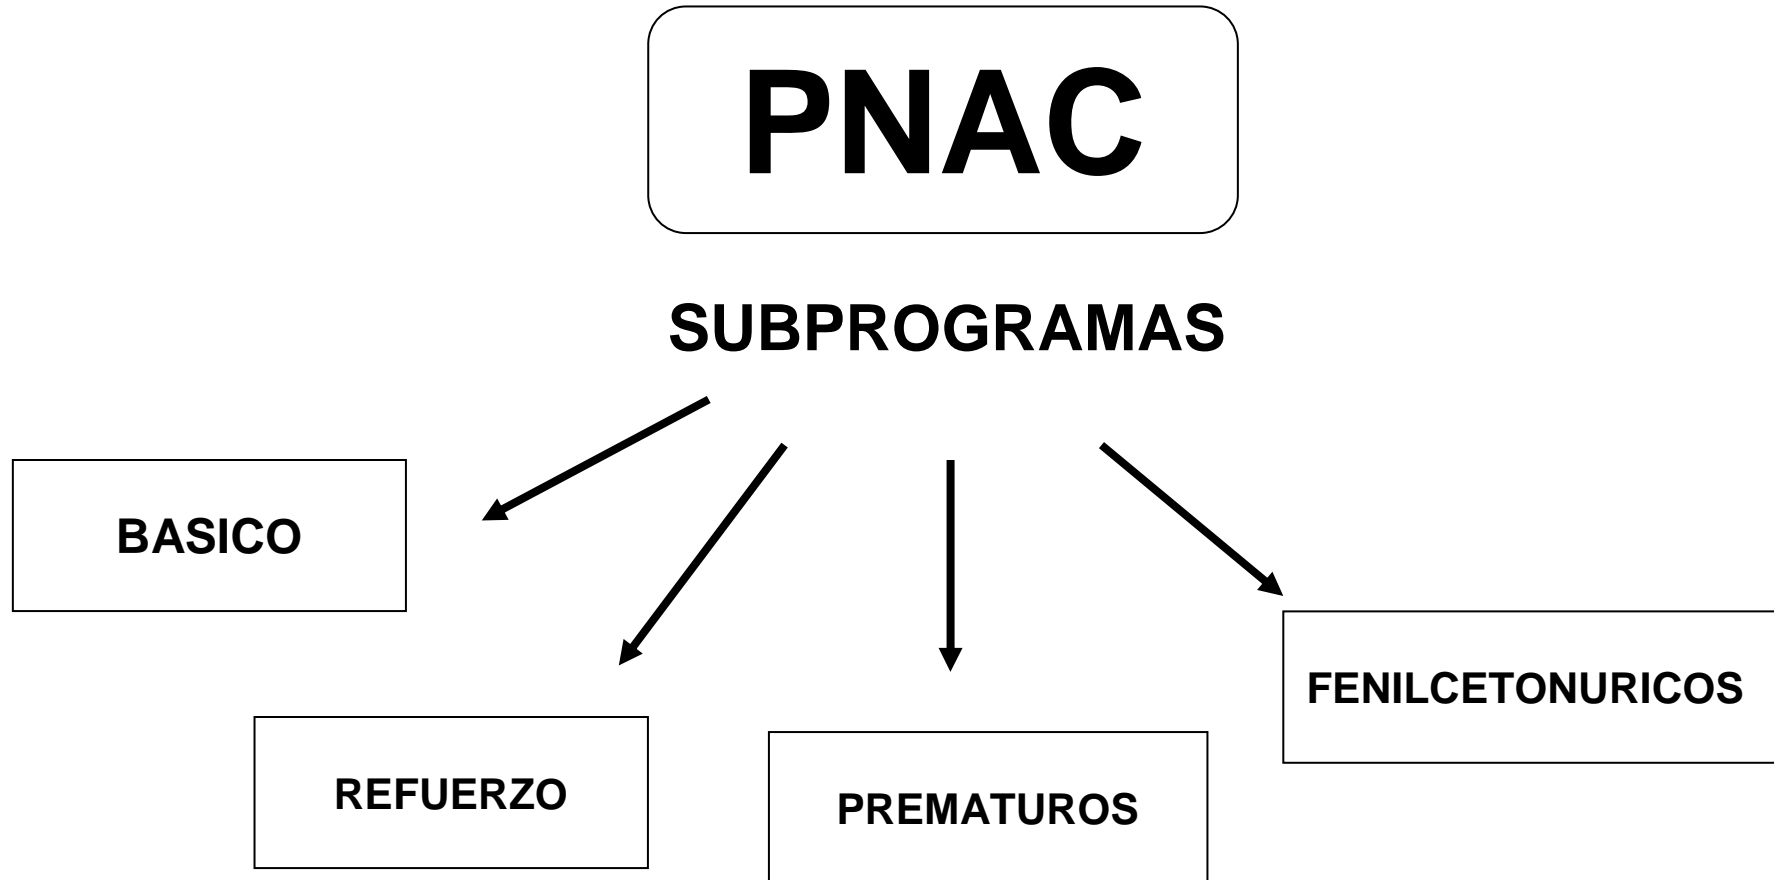 PNAC
SUBPROGRAMAS
BASICO
REFUERZO
PREMATUROS
FENILCETONURICOS